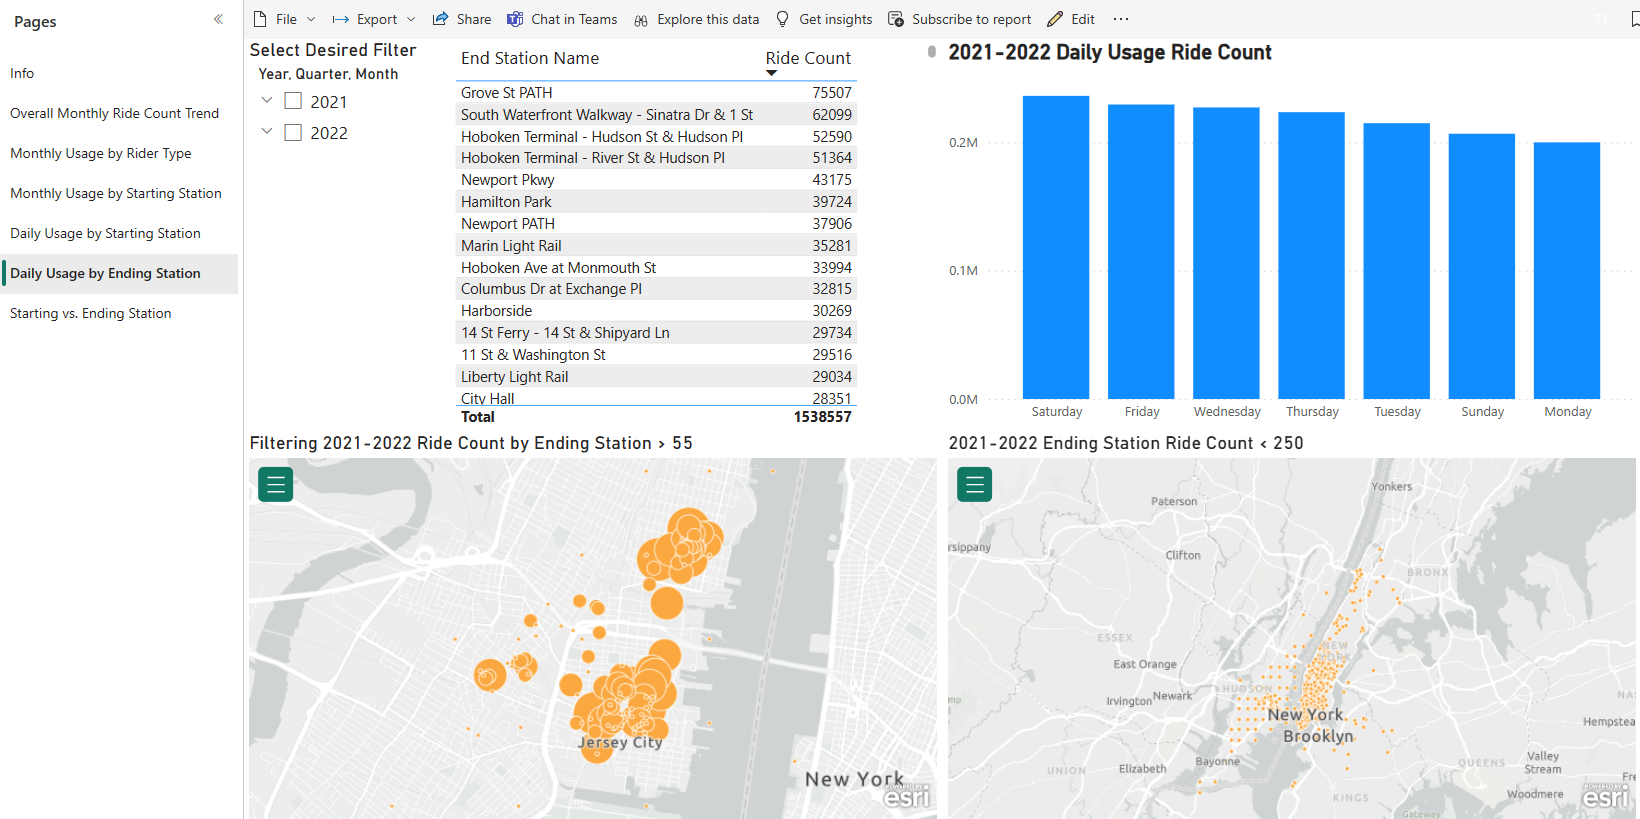 Pages
Info
Overall Monthly Ride Count Trend
Monthly Usage by Rider Type
Monthly Usage by Starting Station
Daily Usage by Starting Station
Daily Usage by Ending Station
Starting vs. Ending Station
File Export Share Chat in Teams Explore this data Get insights Subscribe to report Edit
Select Desired Filter
Year, Quarter, Month
2021
2022
End Station Name Ride Count
Grove St PATH 75507
South Waterfront Walkway - Sinatra Dr & 1 St 62099
Hoboken Terminal - Hudson St & Hudson Pl 52590
Hoboken Terminal - River St & Hudson Pl 51364
Newport Pkwy 43175
Hamilton Park 39724
Newport PATH 37906
Marin Light Rail 35281
Hoboken Ave at Monmouth St 33994
Columbus Dr at Exchange Pl 32815
Harborside 30269
14 St Ferry - 14 St & Shipyard Ln 29734
11 St & Washington St 29516
Liberty Light Rail 29034
City Hall 28351
Total 1538557
2021-2022 Daily Usage Ride Count
0.2M
0.1M
0.0M
Saturday Friday Wednesday Thursday Tuesday Sunday Monday
Filtering 2021-2022 Ride Count by Ending Station > 55
Jersey City
New York
POWERED BY
esri
2021-2022 Ending Station Ride Count < 250
Yonkers
Paterson
rsippany
Clifton
BRONX
ESSEX
NEW
East Orange
HUDSON
Newark
Irvington
NAS
New York
Hempstea
Brooklyn
Bayonne
Valley
Stream
QUEENS
UNION
Elizabeth
Fre
Woodmere
KINGS
Gateway
POWERED BY
esri